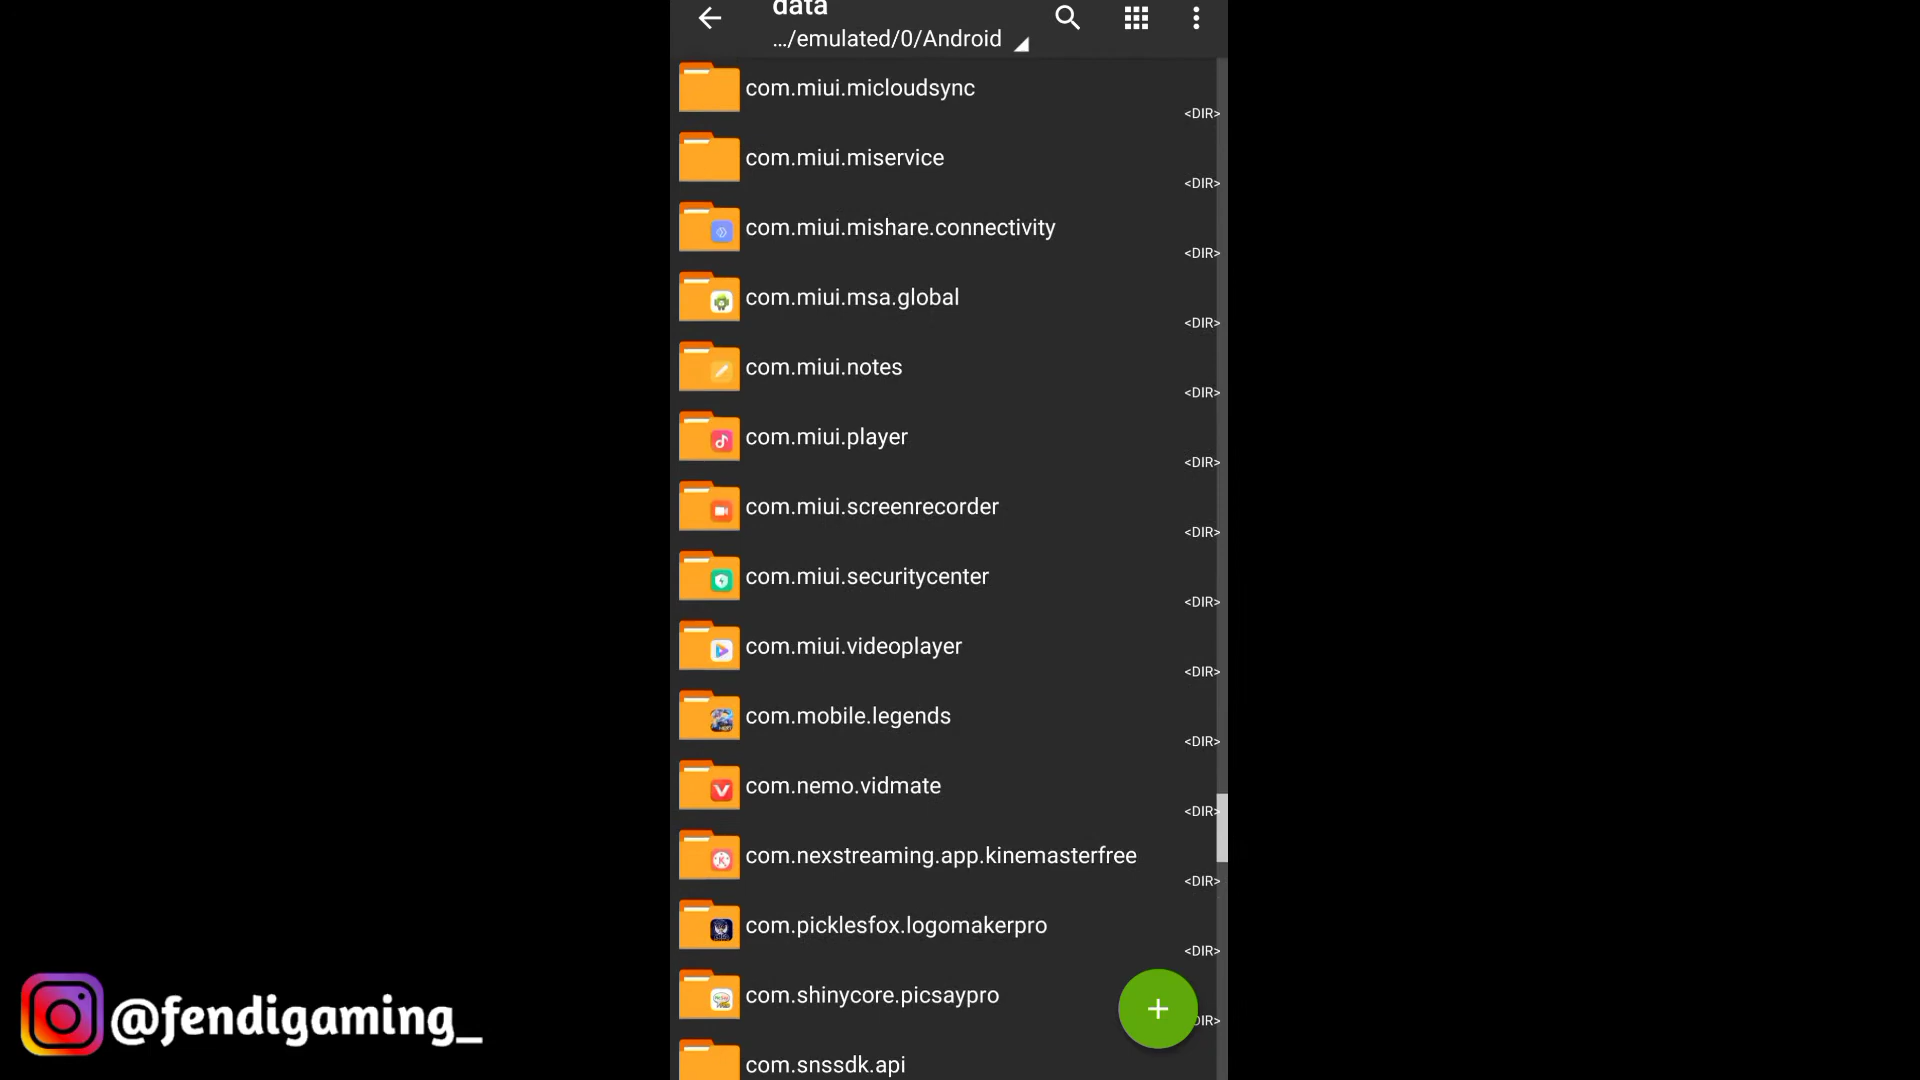 data
.../emulated/0/Android
com.miui.micloudsync
<DIR>
com.miui.miservice
<DIR>
com.miui.mishare.connectivity
<DIR>
com.miui.msa.global
<DIR>
com.miui.notes
<DIR>
com.miui.player
<DIR>
com.miui.screenrecorder
<DIR>
com.miui.securitycenter
<DIR>
com.miui.videoplayer
<DIR>
com.mobile.legends
<DIR>
com.nemo.vidmate
<DIR>
com.nexstreaming.app.kinemasterfree
<DIR>
com.picklesfox.logomakerpro
<DIR>
com.shinycore.picsaypro
DIR>
com.snssdk.api
@fendigaming_